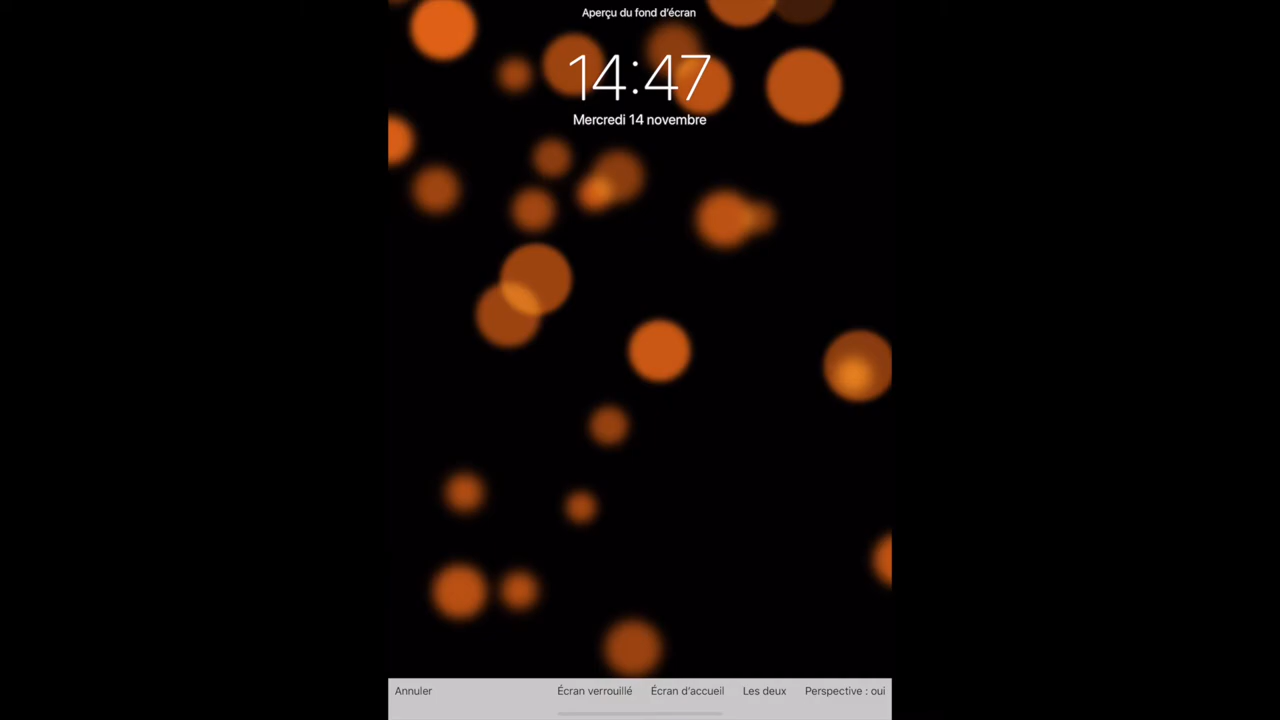 Aperçu du fond d’écran
14:47
Mercredi 14 novembre
Annuler Écran verrouillé Écran d’accueil Les deux Perspective : oui